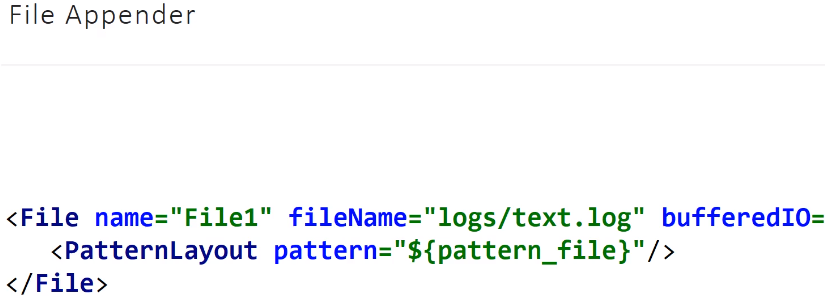 File Appender
<File name="File1" fileName="logs/text.log" bufferedIO=
<PatternLayout pattern="${pattern_file}"/>
</File>